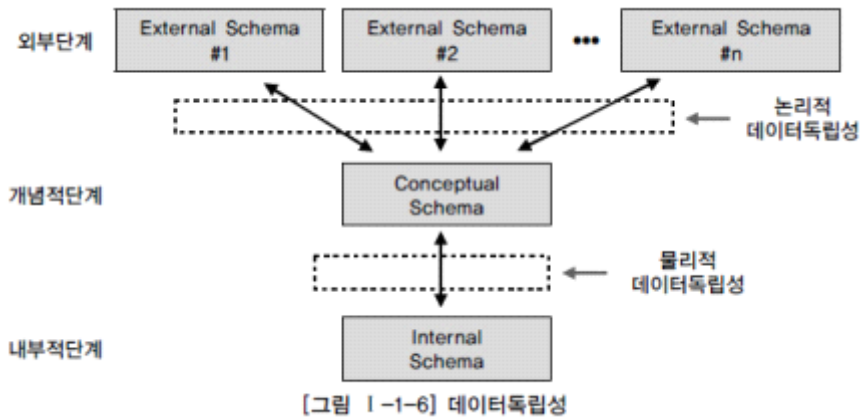 외부단계
External Schema
#1
External Schema
#2
•••
External Schema
#n
논리적
데이터독립성
개념적단계
Conceptual
Schema
물리적
데이터독립성
내부적단계
Internal
Schema
[그림 Ⅰ-1-6] 데이터독립성